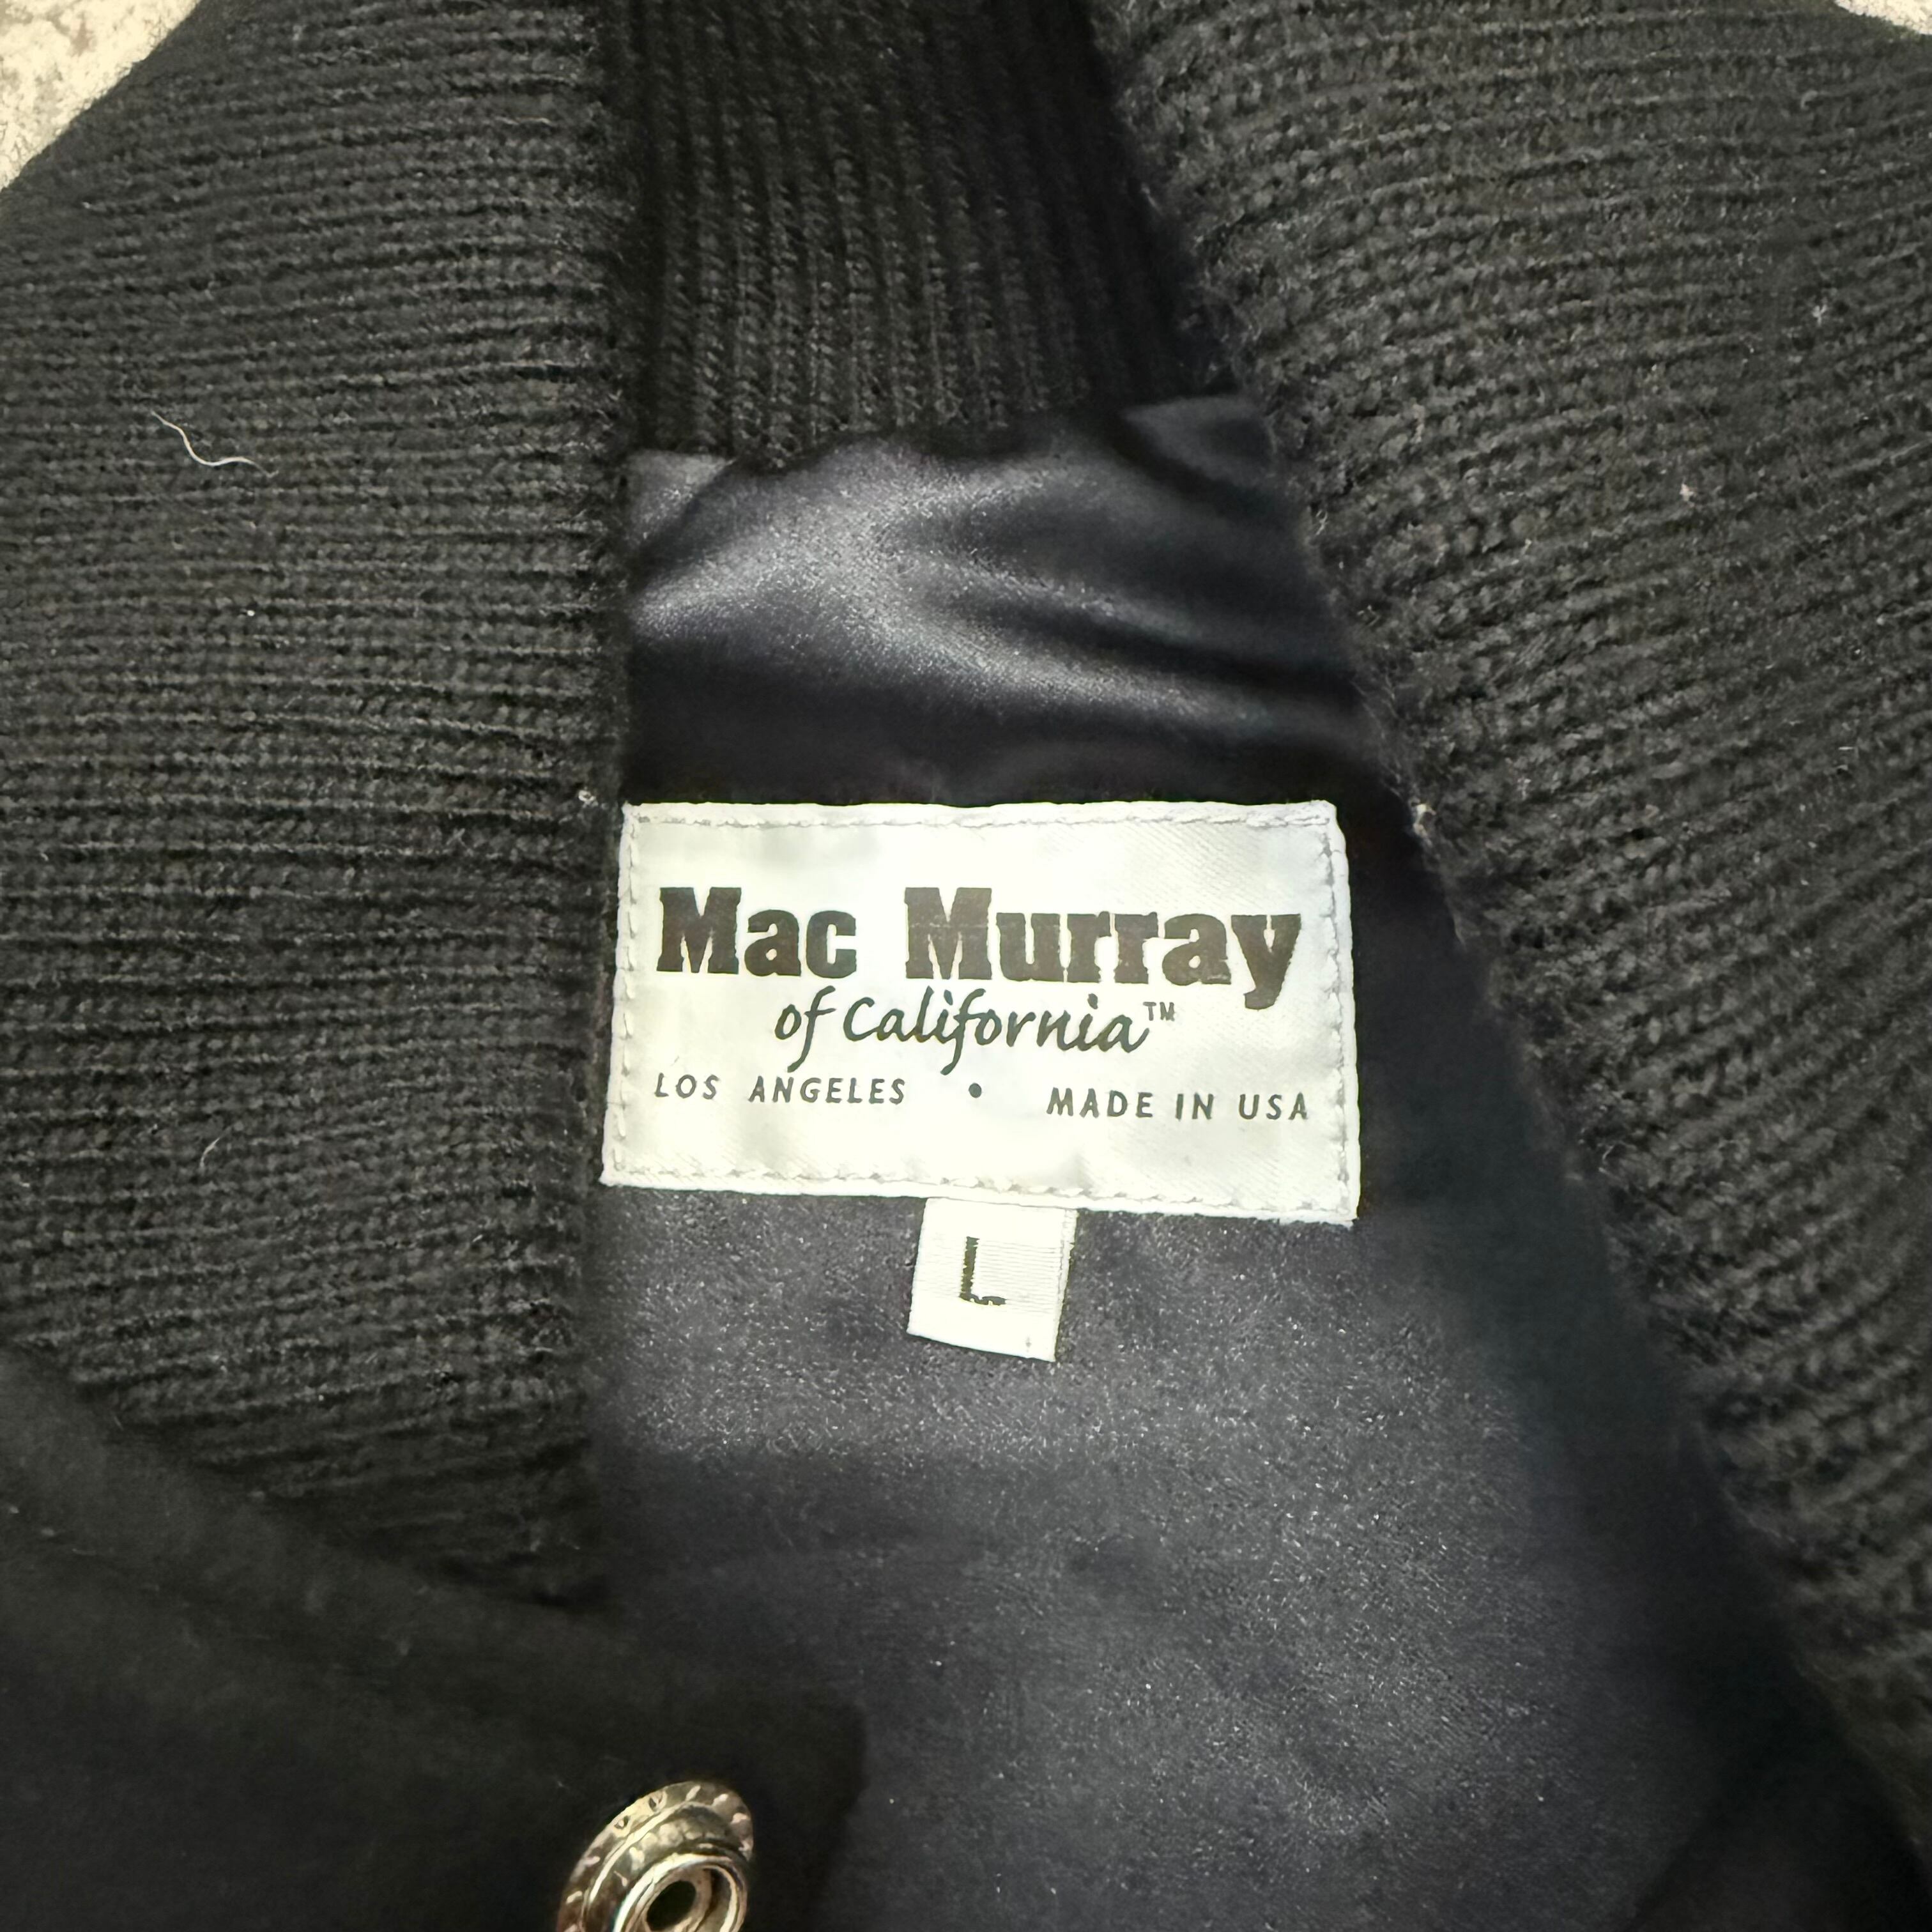 Mac Murray
of California™
LOS ANGELES • MADE IN USA
L